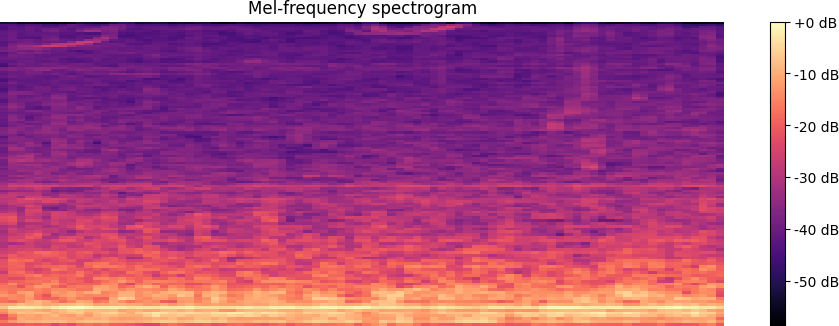 Mel-frequency spectrogram
+0 dB
-10 dB
-20 dB
-30 dB
-40 dB
-50 dB